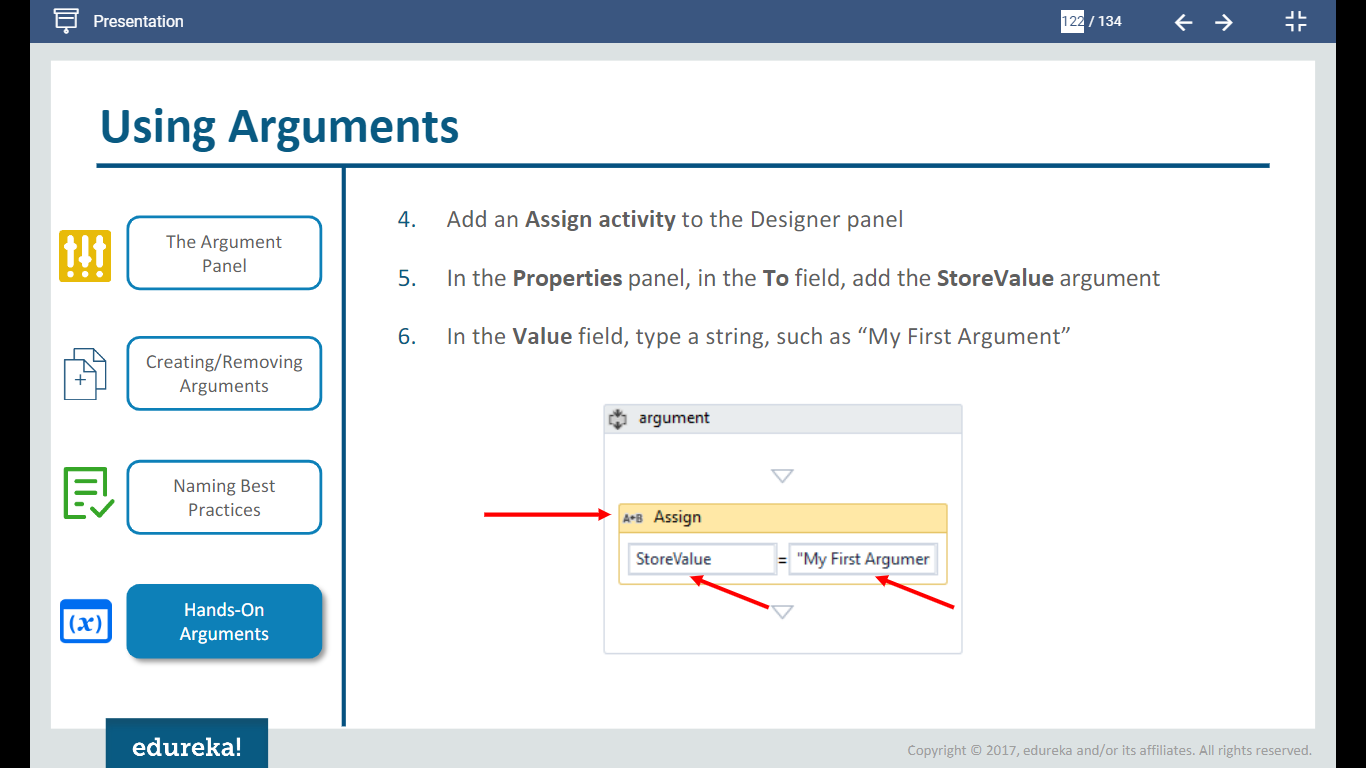 Presentation
122 / 134
Using Arguments
The Argument
Panel
Creating/Removing
Arguments
Naming Best
Practices
(x)
Hands-On
Arguments
4. Add an Assign activity to the Designer panel
5. In the Properties panel, in the To field, add the StoreValue argument
6. In the Value field, type a string, such as “My First Argument”
argument
A+B Assign
StoreValue = "My First Argumer
edureka!
Copyright © 2017, edureka and/or its affiliates. All rights reserved.